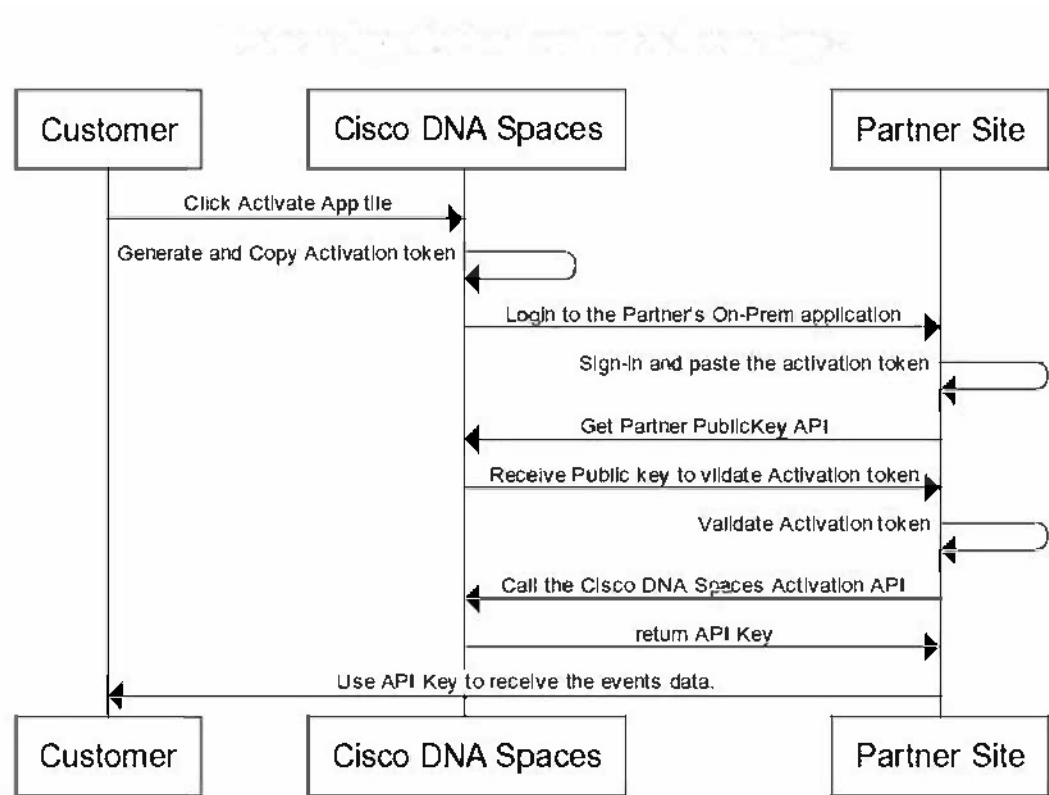 Customer
Cisco DNA Spaces
Partner Site
Click Activate App tile
Generate and Copy Activation token
Login to the Partner's On-Prem application
Sign-in and paste the activation token
Get Partner PublicKey API
Receive Public key to vlidate Activation token.
Validate Activation token
Call the Cisco DNA Spaces Activation API
return API Key
Use API Key to receive the events data.
Customer
Cisco DNA Spaces
Partner Site